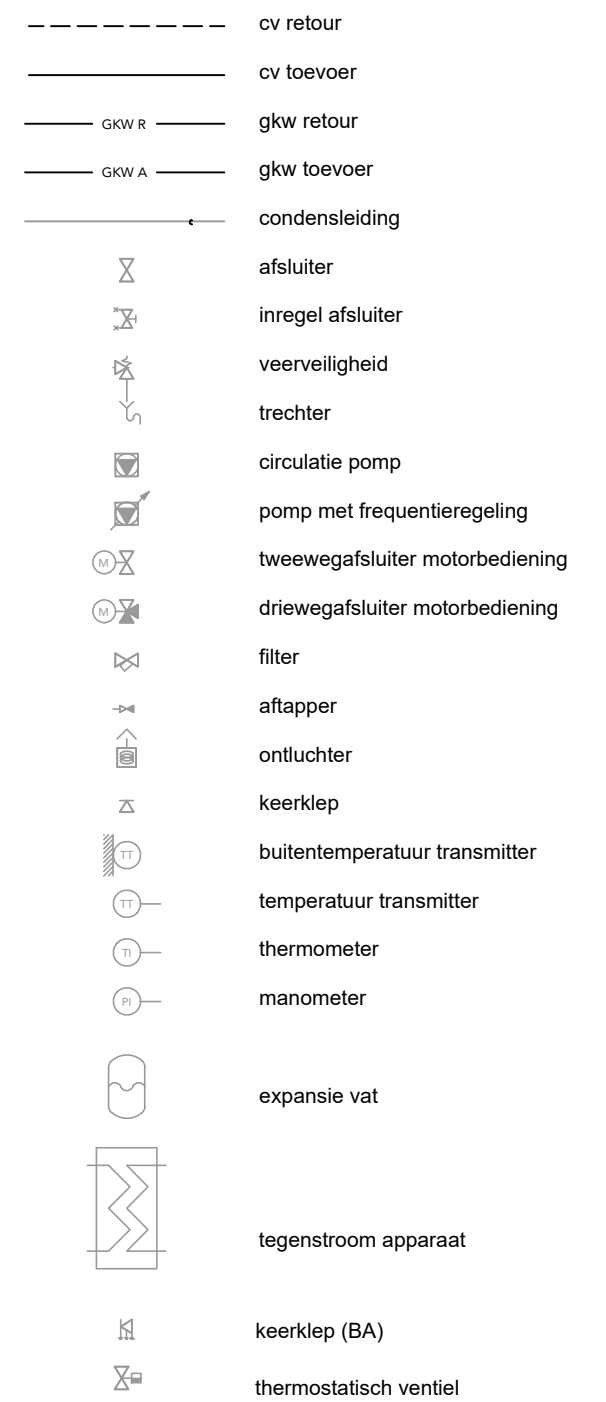 cv retour
cv toevoer
GKW R gkw retour
GKW A gkw toevoer
condensleiding
afsluiter
inregel afsluiter
veerveiligheid
trechter
circulatie pomp
pomp met frequentieregeling
M tweewegafsluiter motorbediening
M driewegafsluiter motorbediening
filter
aftapper
ontluchter
keerklep
TT buitentemperatuur transmitter
TT temperatuur transmitter
TI thermometer
PI manometer
expansie vat
tegenstroom apparaat
keerklep (BA)
thermostatisch ventiel